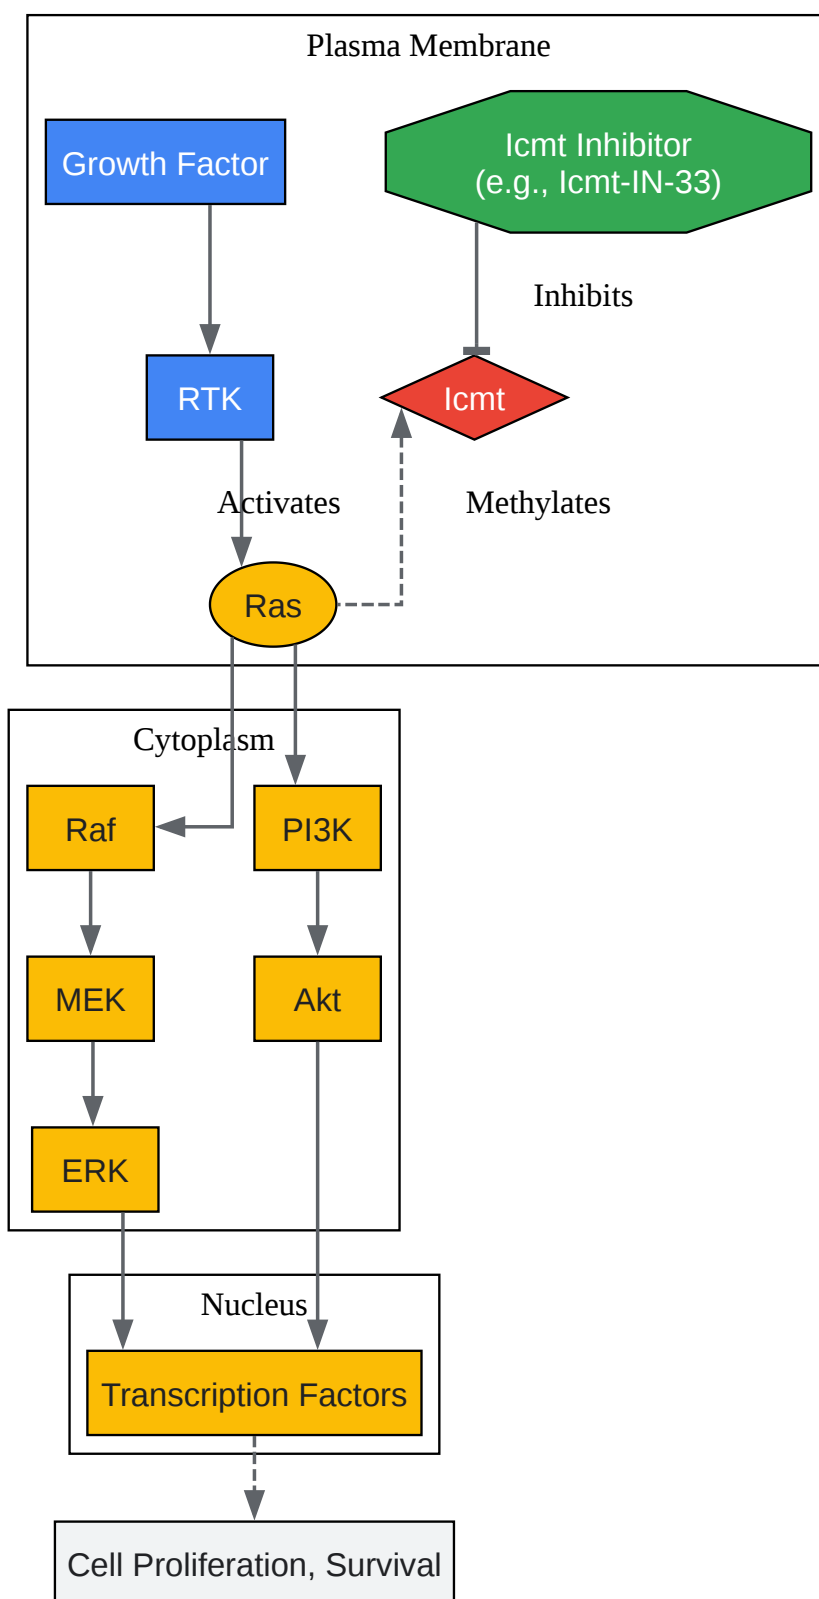 Plasma Membrane
Growth Factor
Icmt Inhibitor
(e.g., Icmt-IN-33)
Inhibits
RTK
Icmt
Activates
Methylates
Ras
Cytoplasm
Raf
PI3K
MEK
Akt
ERK
Nucleus
Transcription Factors
Cell Proliferation, Survival